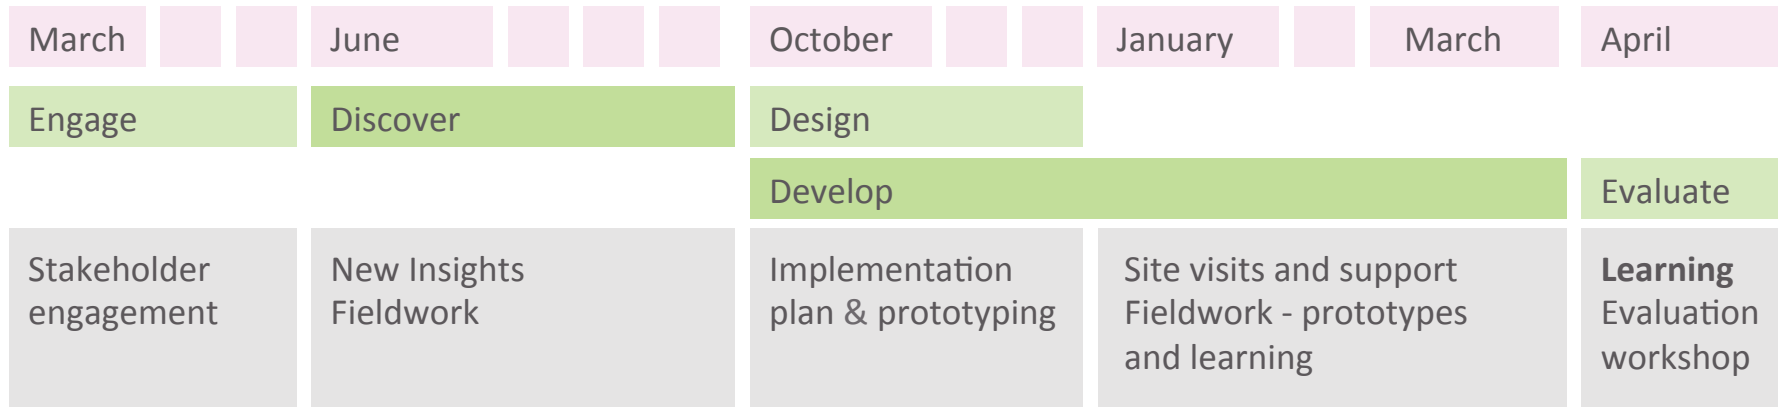 March
June
October
January
March
April
Engage
Discover
Design
Develop
Evaluate
Stakeholder
engagement
New Insights
Fieldwork
Implementation
plan & prototyping
Site visits and support
Fieldwork - prototypes
and learning
Learning
Evaluation
workshop